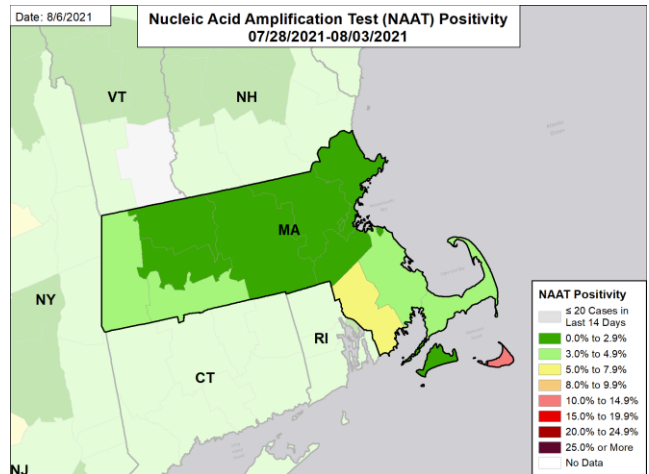 Date: 8/6/2021
Nucleic Acid Amplification Test (NAAT) Positivity
07/28/2021-08/03/2021
VT
NH
MA
NY
CT
RI
NJ
NAAT Positivity
≤ 20 Cases in
Last 14 Days
0.0% to 2.9%
3.0% to 4.9%
5.0% to 7.9%
8.0% to 9.9%
10.0% to 14.9%
15.0% to 19.9%
20.0% to 24.9%
25.0% or More
No Data